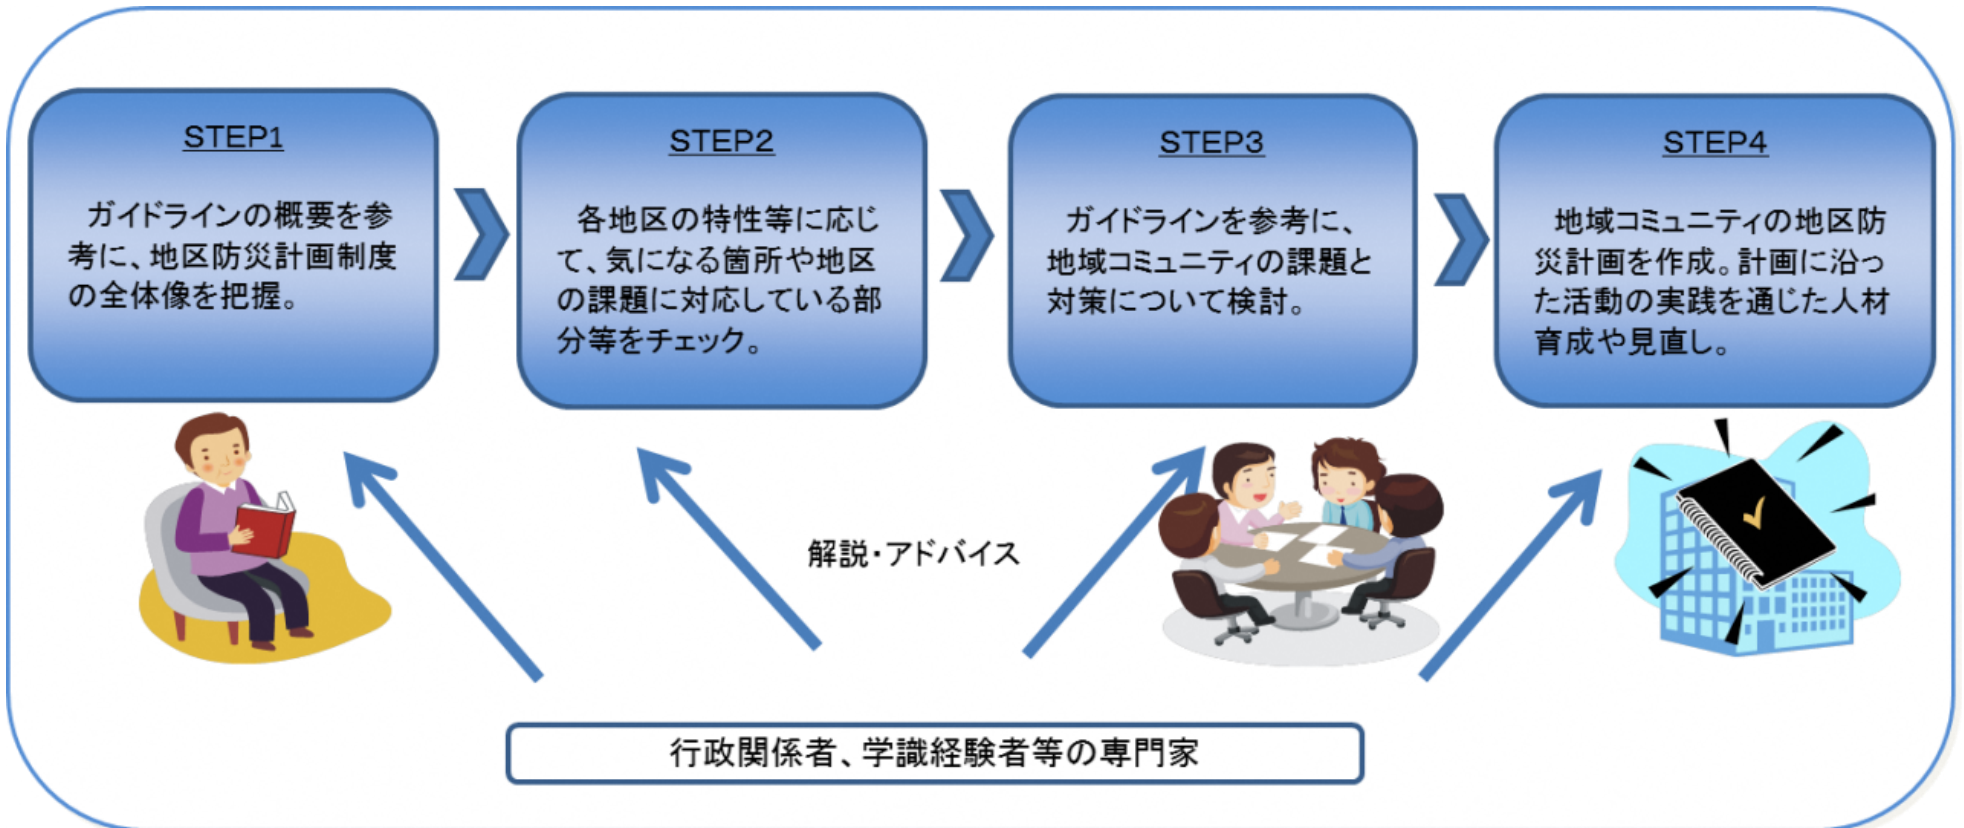 STEP1
ガイドラインの概要を参
考に、地区防災計画制度
の全体像を把握。
STEP2
各地区の特性等に応じ
て、気になる箇所や地区
の課題に対応している部
分等をチェック。
STEP3
ガイドラインを参考に、
地域コミュニティの課題と
対策について検討。
STEP4
地域コミュニティの地区防
災計画を作成。計画に沿っ
た活動の実践を通じた人材
育成や見直し。
解説・アドバイス
行政関係者、学識経験者等の専門家